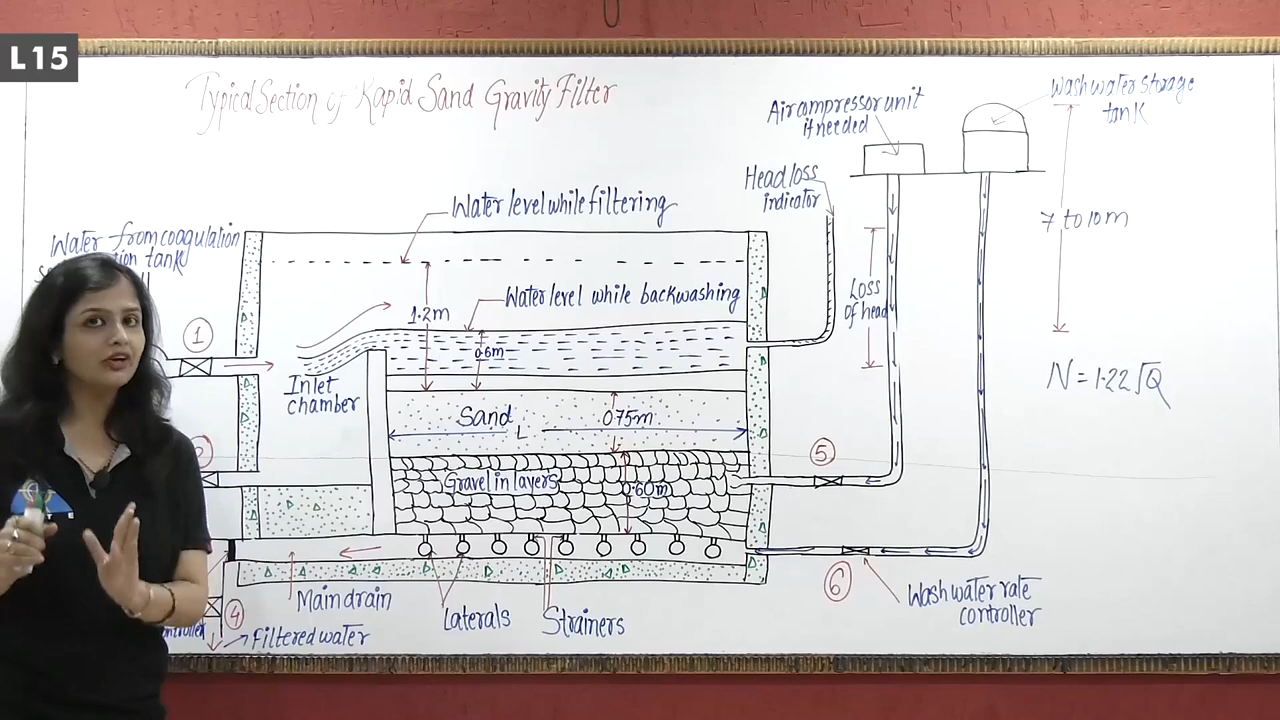 L15
Typical Section of Rapid Sand Gravity Filter
Air compressor unit
if needed
Wash water storage
tank
Head loss
indicator
Water level while filtering
7 to 10 m
Water from coagulation
tank
Water level while backwashing
1.2m
Loss
of head
1
0.6m
Inlet
chamber
N = 1.22√Q
Sand
0.75m
L
5
Gravel in layers
0.60m
6
Wash water rate
controller
Main drain
Laterals
Strainers
4
Filtered water